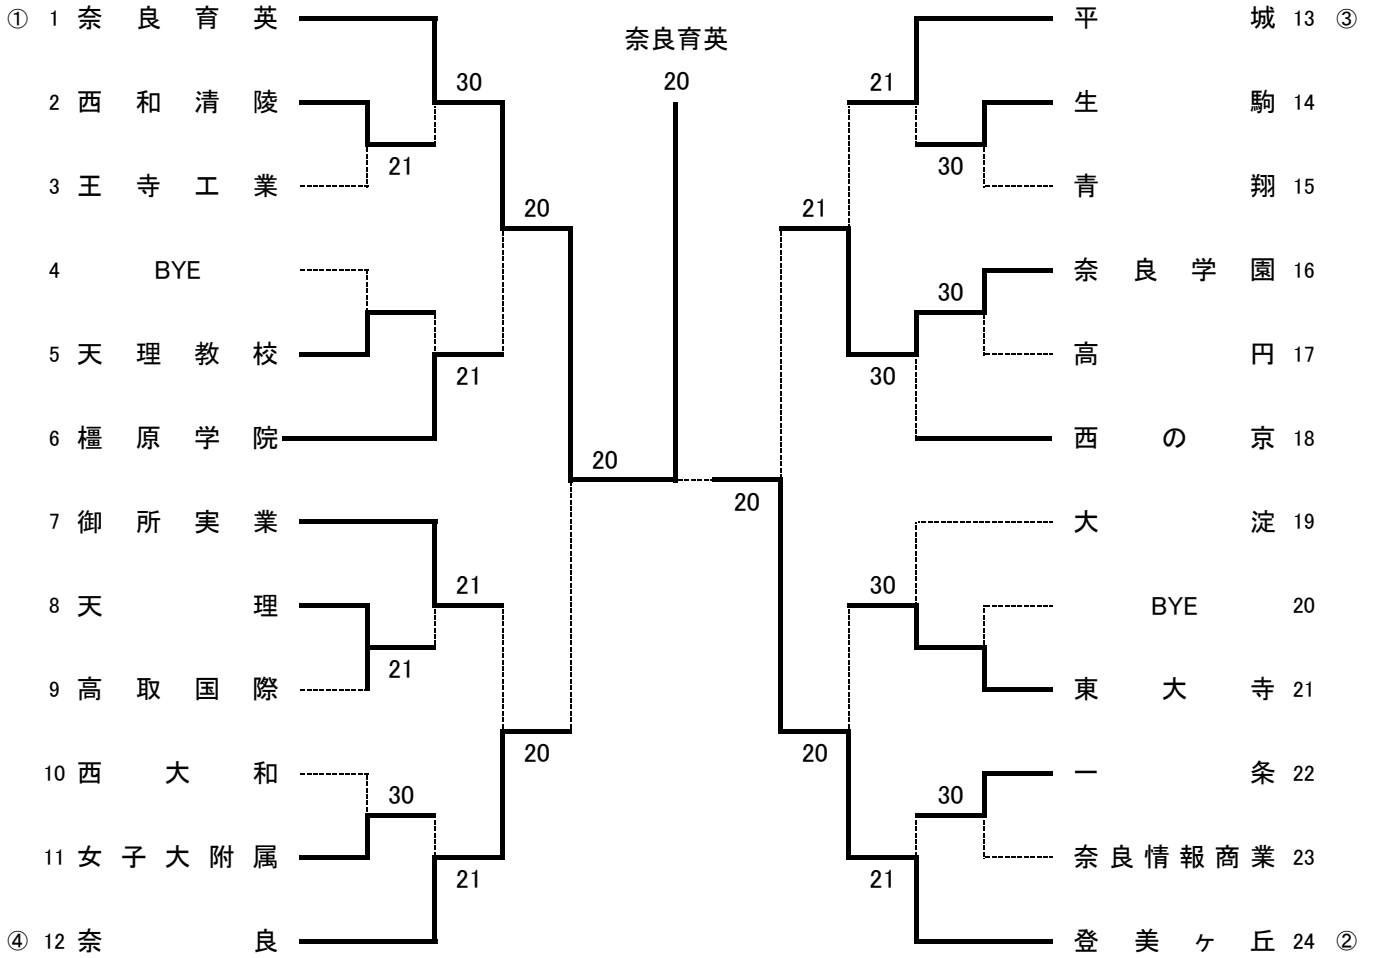 ① 1 奈良育英
30
2 西和清陵
21
3 王寺工業
20
4 BYE
5 天理教校
21
6 橿原学院
20
7 御所実業
21
8 天理
21
9 高取国際
20
10 西大和
30
11 女子大附属
21
④ 12 奈良
奈良育英
20
平城 13 ③
21
生駒 14
30
青翔 15
21
奈良学園 16
30
高円 17
30
西の京 18
20
大淀 19
30
BYE 20
東大寺 21
20
一条 22
30
奈良情報商業 23
21
登美ヶ丘 24 ②